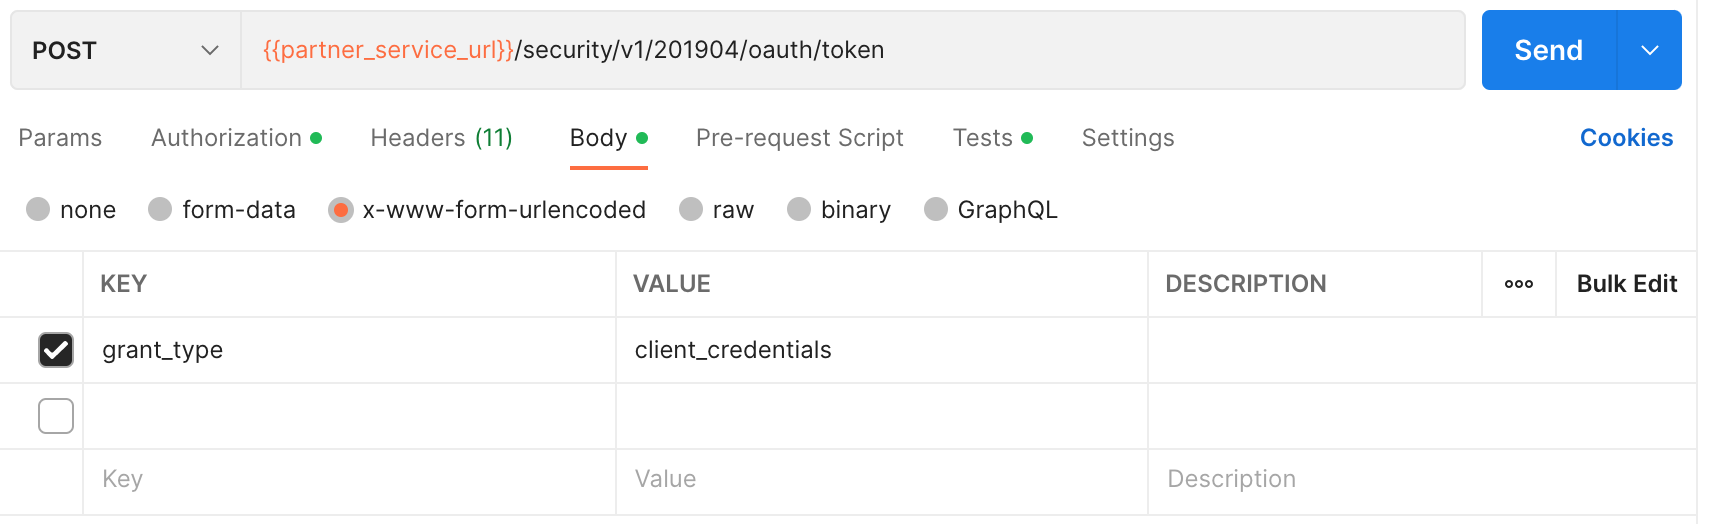 POST {{partner_service_url}}/security/v1/201904/oauth/token Send
Params Authorization Headers (11) Body Pre-request Script Tests Settings Cookies
none form-data x-www-form-urlencoded raw binary GraphQL
KEY VALUE DESCRIPTION Bulk Edit
grant_type client_credentials
Key Value Description